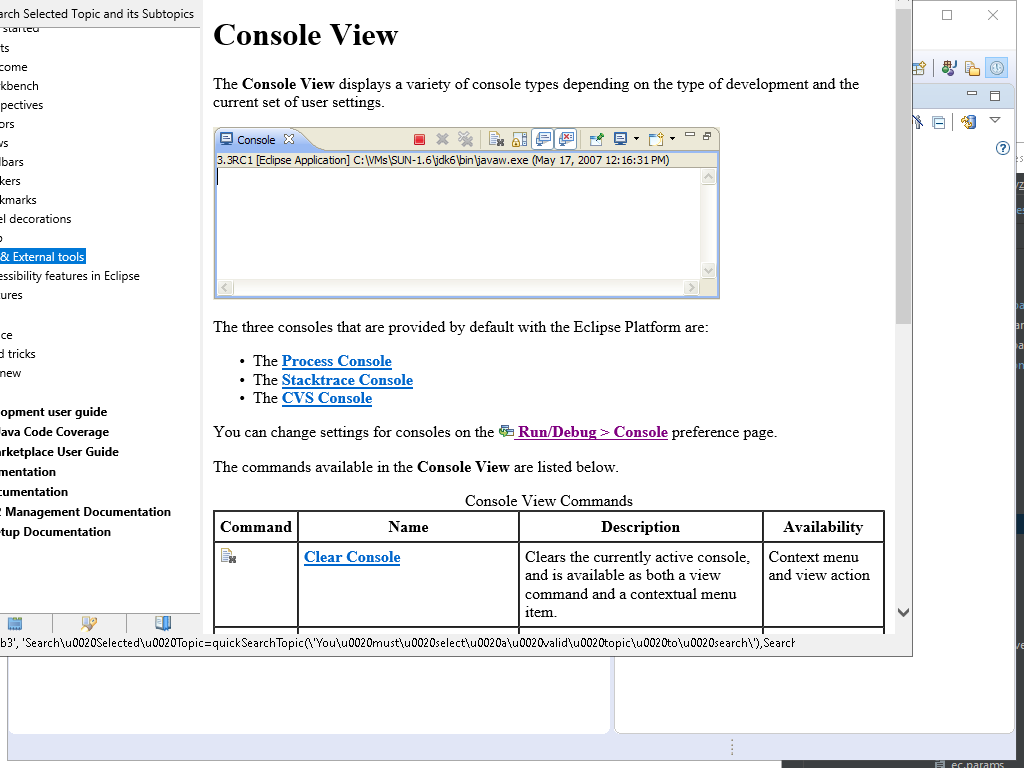 arch Selected Topic and its Subtopics
started
ts
come
rkbench
pectives
ors
ws
lbars
kers
kmarks
el decorations
p
& External tools
essibility features in Eclipse
ures
ce
d tricks
new
opment user guide
Java Code Coverage
arketplace User Guide
mentation
cumentation
2 Management Documentation
etup Documentation
Console View
The Console View displays a variety of console types depending on the type of development and the
current set of user settings.
Console
3.3RC1 [Eclipse Application] C:\VMs\SUN-1.6\jdk6\bin\javaw.exe (May 17, 2007 12:16:31 PM)
The three consoles that are provided by default with the Eclipse Platform are:
• The Process Console
• The Stacktrace Console
• The CVS Console
You can change settings for consoles on the Run/Debug > Console preference page.
The commands available in the Console View are listed below.
Console View Commands
Command Name Description Availability
Clear Console
Clears the currently active console,
and is available as both a view
command and a contextual menu
item.
Context menu
and view action
b3', 'Search\u0020Selected\u0020Topic=quickSearchTopic(\'You\u0020must\u0020select\u0020a\u0020valid\u0020topic\u0020to\u0020search\'),Search
ec.params